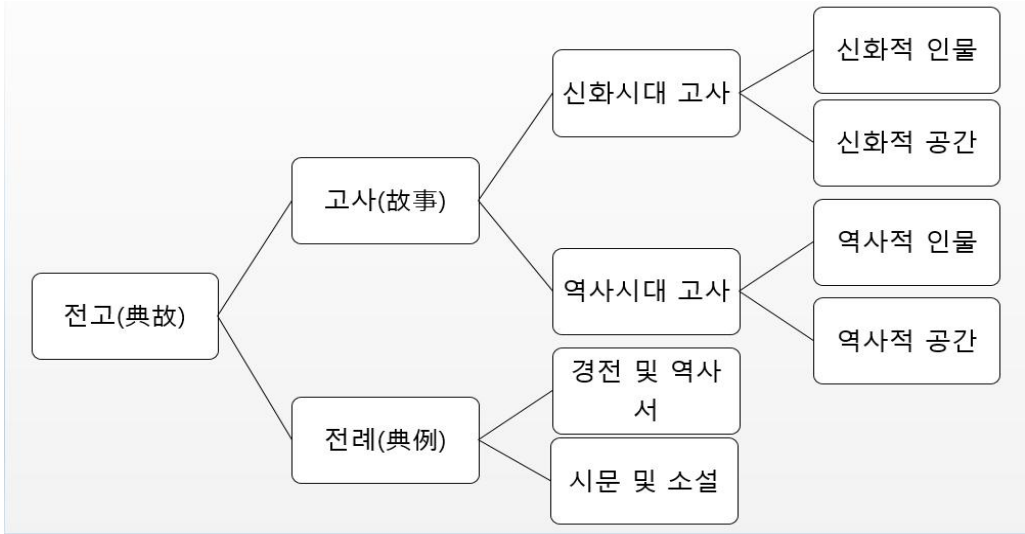 전고(典故)
고사(故事)
신화시대 고사
신화적 인물
신화적 공간
역사시대 고사
역사적 인물
역사적 공간
전례(典例)
경전 및 역사
서
시문 및 소설